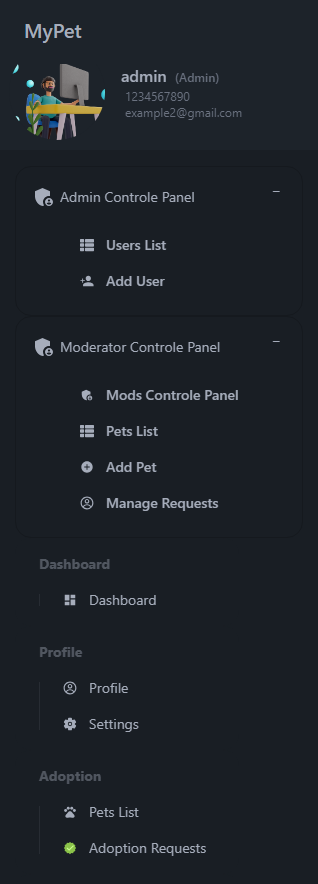 MyPet
admin (Admin)
1234567890
example2@gmail.com
Admin Controle Panel
Users List
Add User
Moderator Controle Panel
Mods Controle Panel
Pets List
Add Pet
Manage Requests
Dashboard
Dashboard
Profile
Profile
Settings
Adoption
Pets List
Adoption Requests